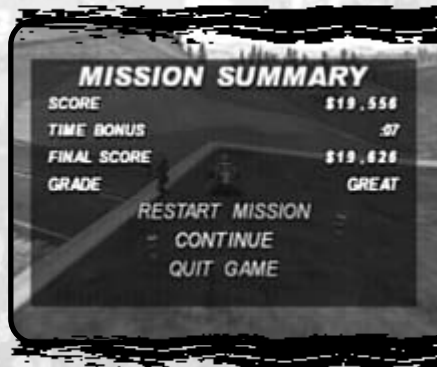 MISSION SUMMARY
SCORE $19,556
TIME BONUS :07
FINAL SCORE $19,626
GRADE GREAT
RESTART MISSION
CONTINUE
QUIT GAME